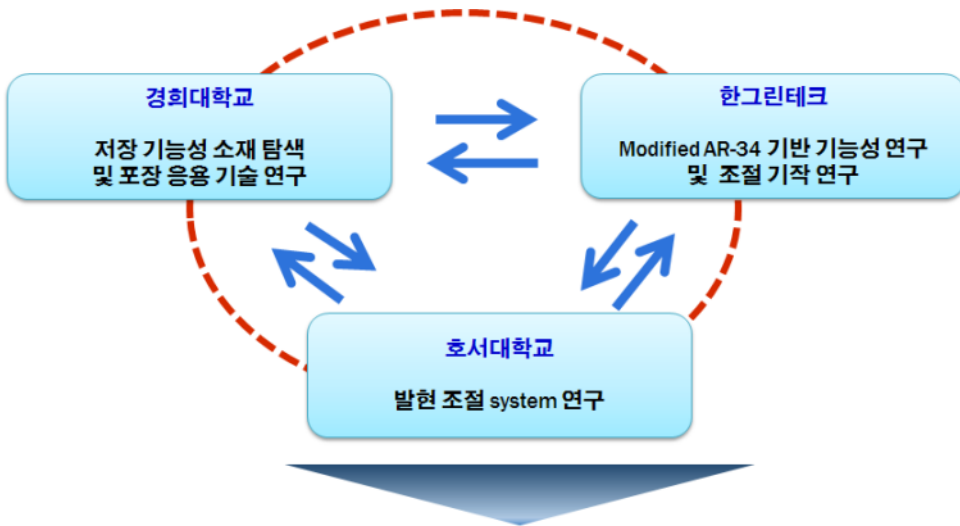 경희대학교
저장 기능성 소재 탐색
및 포장 응용 기술 연구
한그린테크
Modified AR-34 기반 기능성 연구
및 조절 기작 연구
호서대학교
발현 조절 system 연구